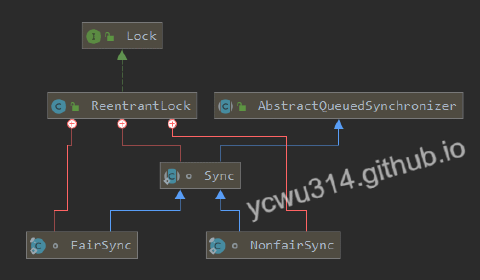 Lock
ReentrantLock
AbstractQueuedSynchronizer
Sync
ycwu314.github.io
FairSync
NonfairSync